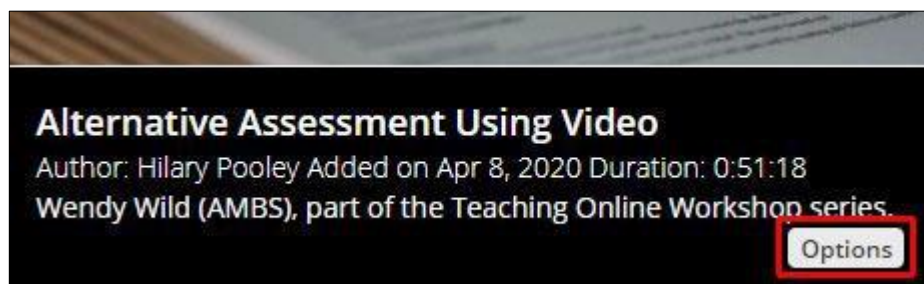 Alternative Assessment Using Video
Author: Hilary Pooley Added on Apr 8, 2020 Duration: 0:51:18
Wendy Wild (AMBS), part of the Teaching Online Workshop series.
Options